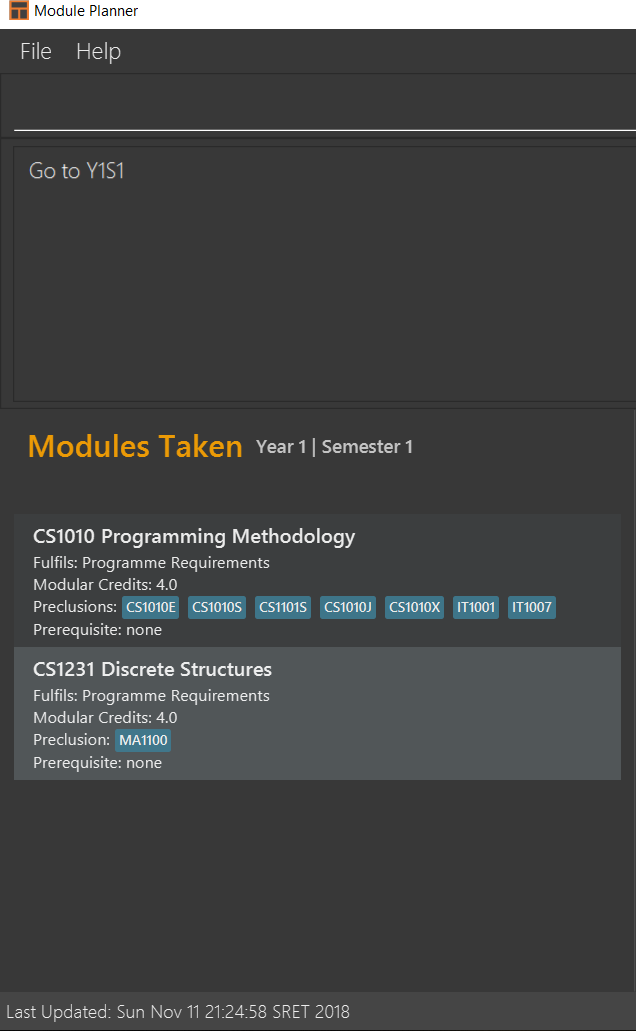 Module Planner
File Help
Go to Y1S1
Modules Taken Year 1 | Semester 1
CS1010 Programming Methodology
Fulfils: Programme Requirements
Modular Credits: 4.0
Preclusions: CS1010E CS1010S CS1101S CS1010J CS1010X IT1001 IT1007
Prerequisite: none
CS1231 Discrete Structures
Fulfils: Programme Requirements
Modular Credits: 4.0
Preclusion: MA1100
Prerequisite: none
Last Updated: Sun Nov 11 21:24:58 SRET 2018